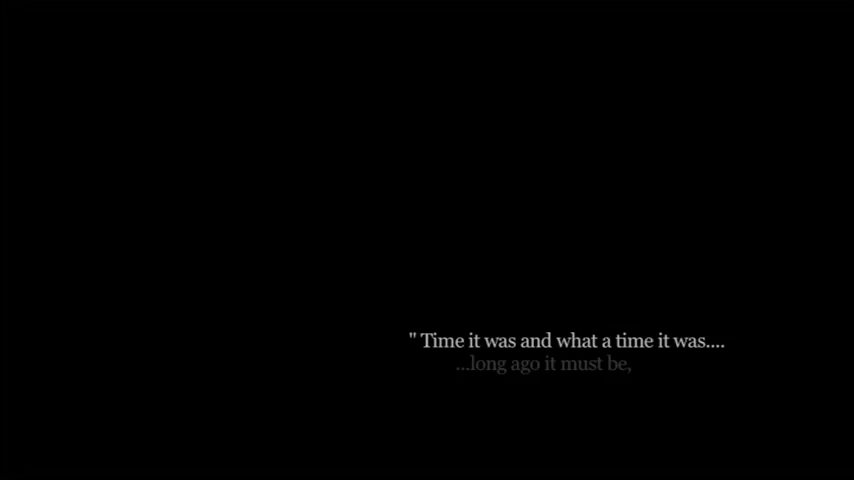 " Time it was and what a time it was....
...long ago it must be,